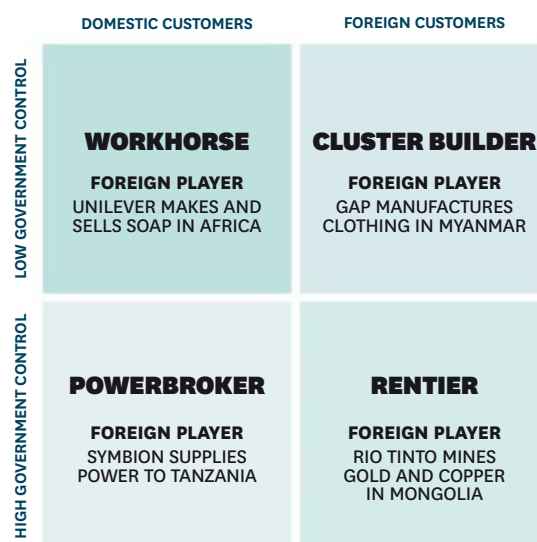 DOMESTIC CUSTOMERS
FOREIGN CUSTOMERS
LOW GOVERNMENT CONTROL
WORKHORSE
FOREIGN PLAYER
UNILEVER MAKES AND
SELLS SOAP IN AFRICA
CLUSTER BUILDER
FOREIGN PLAYER
GAP MANUFACTURES
CLOTHING IN MYANMAR
HIGH GOVERNMENT CONTROL
POWERBROKER
FOREIGN PLAYER
SYMBION SUPPLIES
POWER TO TANZANIA
RENTIER
FOREIGN PLAYER
RIO TINTO MINES
GOLD AND COPPER
IN MONGOLIA